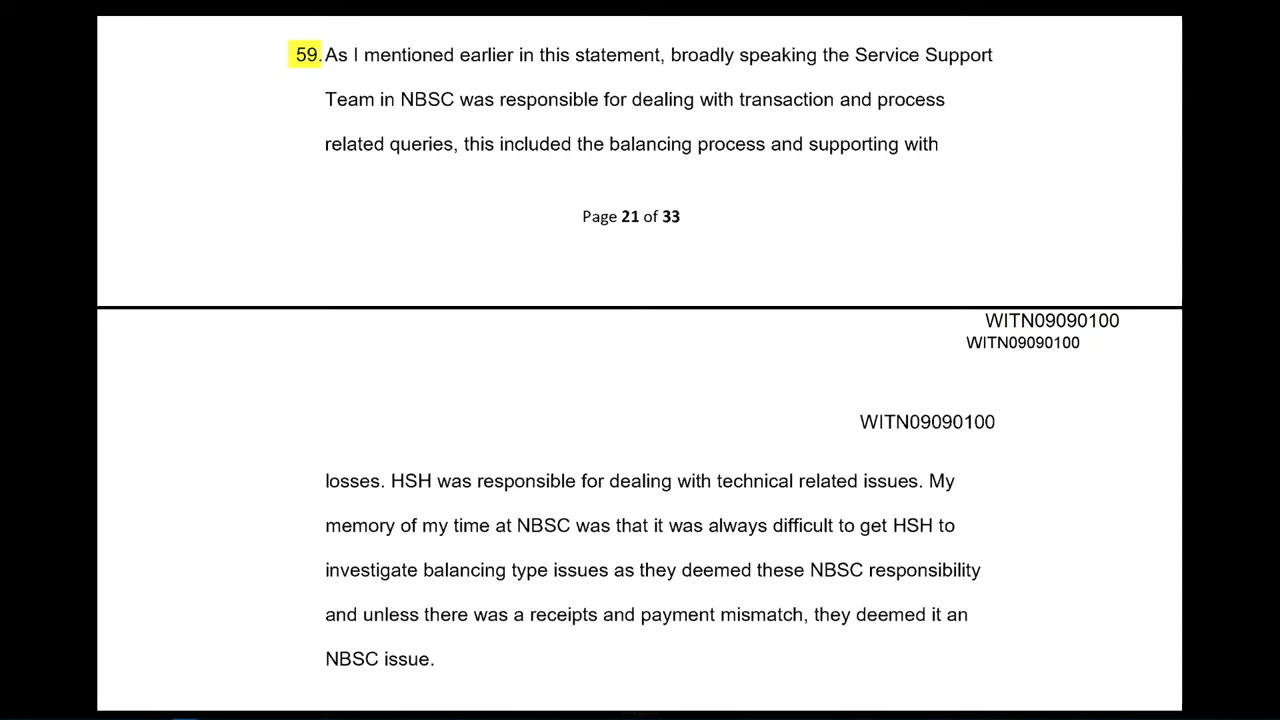 59. As I mentioned earlier in this statement, broadly speaking the Service Support
Team in NBSC was responsible for dealing with transaction and process
related queries, this included the balancing process and supporting with
Page 21 of 33
WITN09090100
WITN09090100
WITN09090100
losses. HSH was responsible for dealing with technical related issues. My
memory of my time at NBSC was that it was always difficult to get HSH to
investigate balancing type issues as they deemed these NBSC responsibility
and unless there was a receipts and payment mismatch, they deemed it an
NBSC issue.